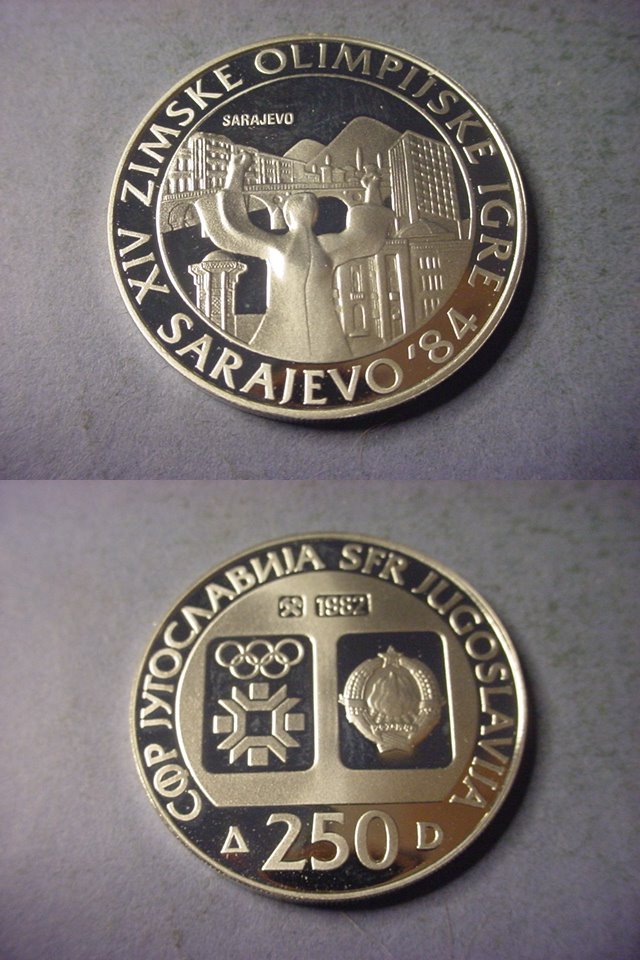 XIV ZIMSKE OLIMPIJSKE IGRE
SARAJEVO
SARAJEVO '84
СФР ЈУГОСЛАВИЈА SFR JUGOSLAVIJA
1982
Д 250 D